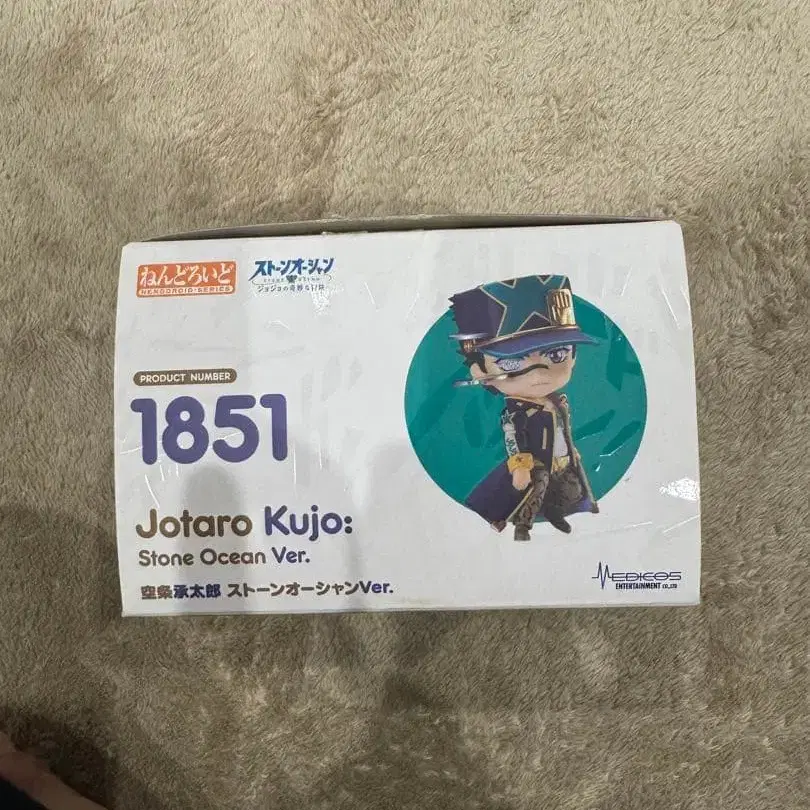 ねんどろいど
NENDOROID·SERIES
ストーンオーシャン
STONE OCEAN
ジョジョの奇妙な冒険
PRODUCT NUMBER
1851
Jotaro Kujo:
Stone Ocean Ver.
空条承太郎 ストーンオーシャンVer.
MEDICOS
ENTERTAINMENT CO.,LTD